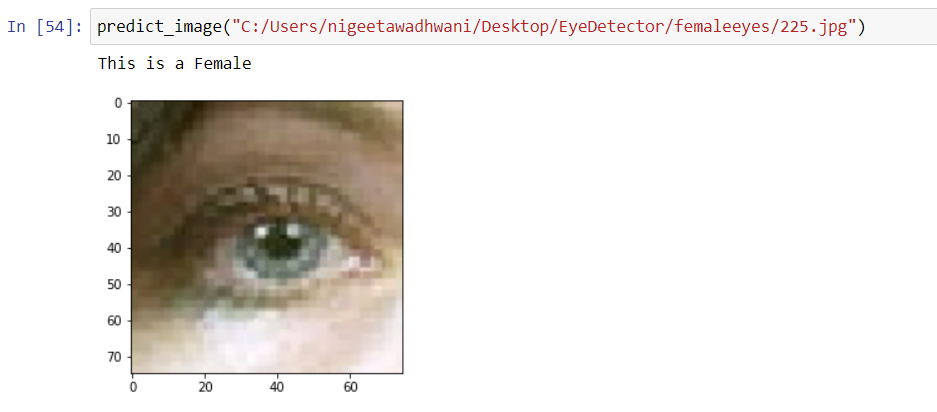 In [54]: predict_image("C:/Users/nigeetawadhwani/Desktop/EyeDetector/femaleeyes/225.jpg")
This is a Female
0
10
20
30
40
50
60
70
0 20 40 60